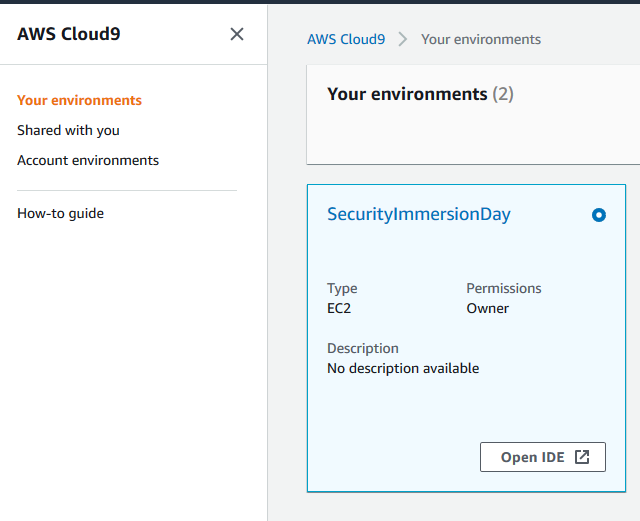 AWS Cloud9
Your environments
Shared with you
Account environments
How-to guide
AWS Cloud9 Your environments
Your environments (2)
SecurityImmersionDay
Type Permissions
EC2 Owner
Description
No description available
Open IDE